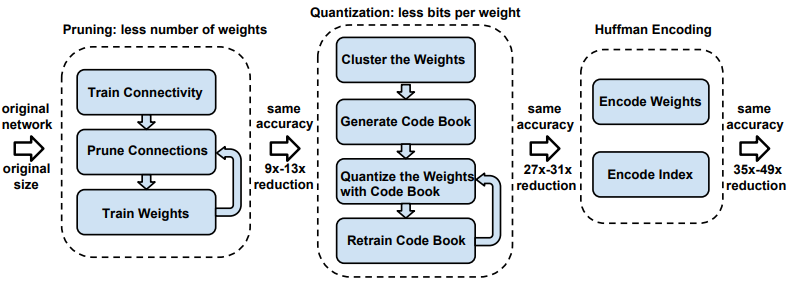 Pruning: less number of weights
Quantization: less bits per weight
Huffman Encoding
original
network
original
size
Train Connectivity
Prune Connections
Train Weights
same
accuracy
9x-13x
reduction
Cluster the Weights
Generate Code Book
Quantize the Weights
with Code Book
Retrain Code Book
same
accuracy
27x-31x
reduction
Encode Weights
Encode Index
same
accuracy
35x-49x
reduction